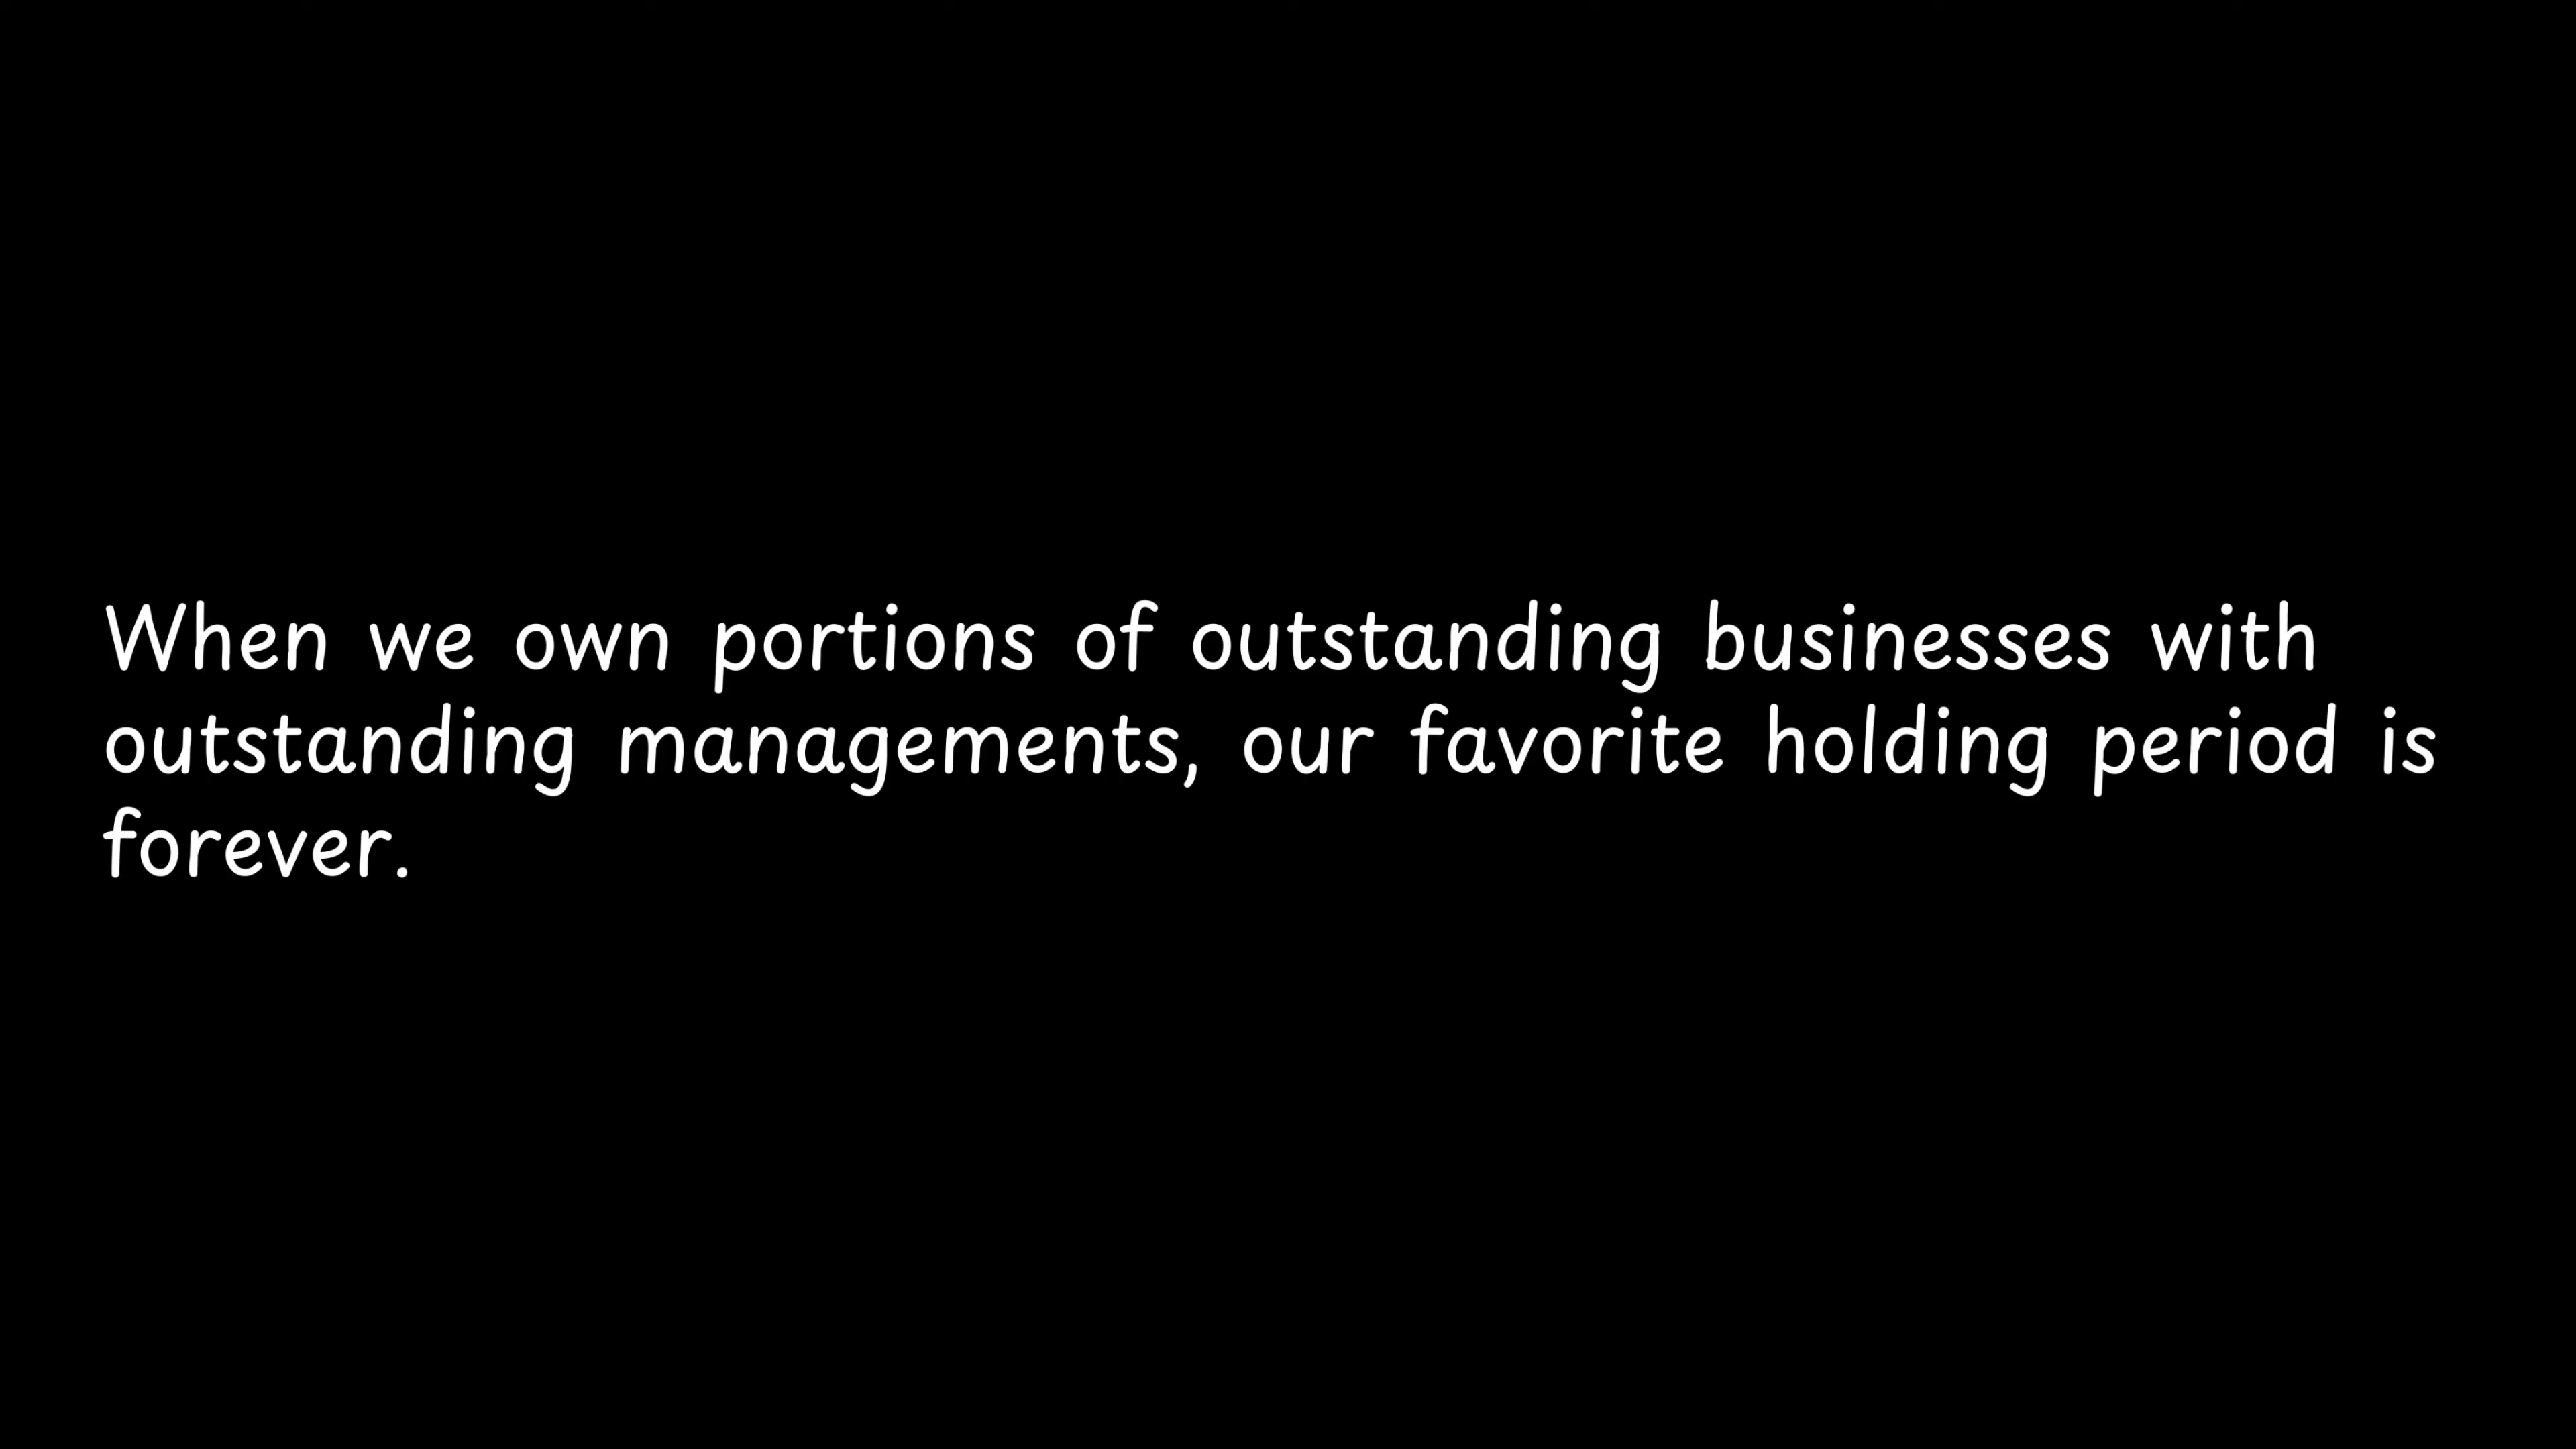 When we own portions of outstanding businesses with
outstanding managements, our favorite holding period is
forever.